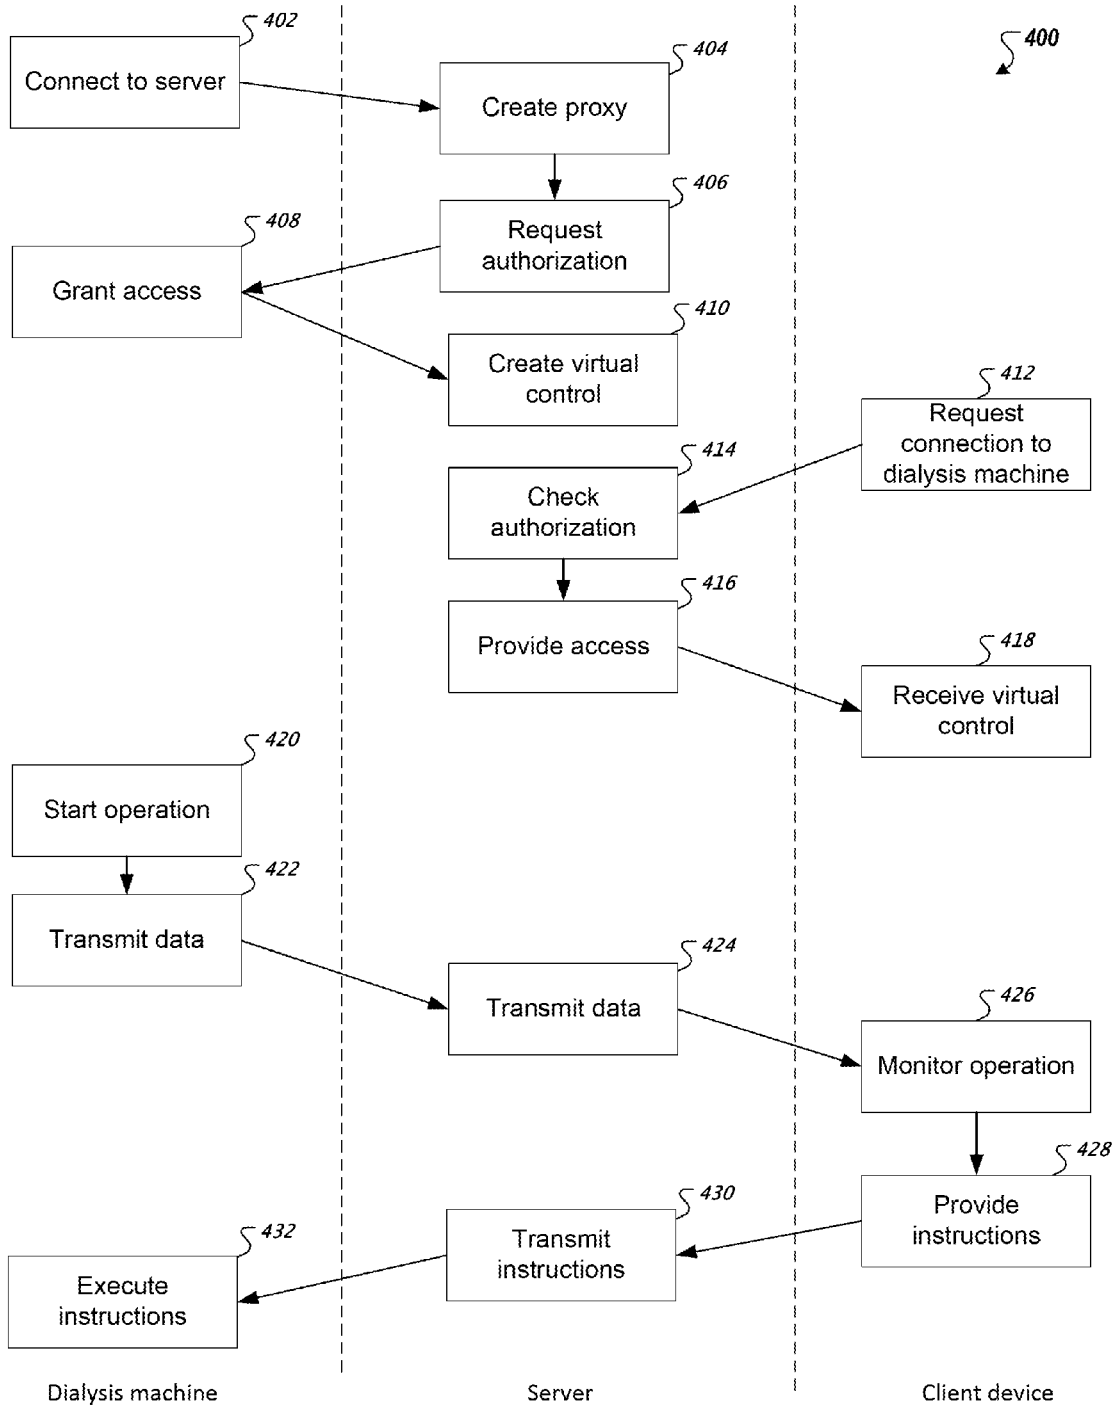 402
Connect to server
404
Create proxy
400
406
Request
authorization
408
Grant access
410
Create virtual
control
412
Request
connection to
dialysis machine
414
Check
authorization
416
Provide access
418
Receive virtual
control
420
Start operation
422
Transmit data
424
Transmit data
426
Monitor operation
428
Provide
instructions
430
Transmit
instructions
432
Execute
instructions
Dialysis machine
Server
Client device